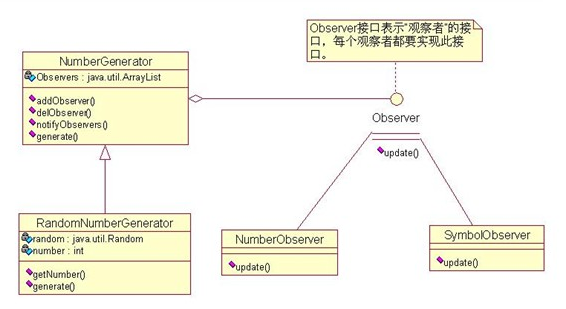 Observer接口表示“观察者”的接
口，每个观察者都要实现此接
口。
NumberGenerator
Observers : java.util.ArrayList
addObserver()
delObserver()
notifyObservers()
generate()
Observer
update()
RandomNumberGenerator
random : java.util.Random
number : int
getNumber()
generate()
NumberObserver
update()
SymbolObserver
update()